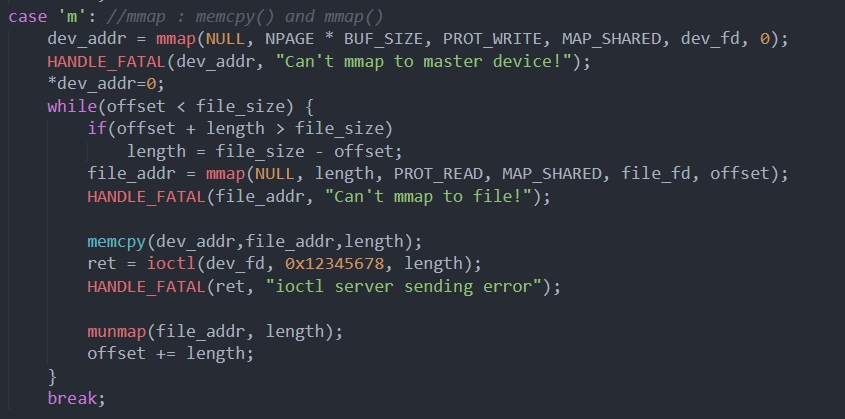 case 'm': //mmap : memcpy() and mmap()
dev_addr = mmap(NULL, NPAGE * BUF_SIZE, PROT_WRITE, MAP_SHARED, dev_fd, 0);
HANDLE_FATAL(dev_addr, "Can't mmap to master device!");
*dev_addr=0;
while(offset < file_size) {
if(offset + length > file_size)
length = file_size - offset;
file_addr = mmap(NULL, length, PROT_READ, MAP_SHARED, file_fd, offset);
HANDLE_FATAL(file_addr, "Can't mmap to file!");
memcpy(dev_addr,file_addr,length);
ret = ioctl(dev_fd, 0x12345678, length);
HANDLE_FATAL(ret, "ioctl server sending error");
munmap(file_addr, length);
offset += length;
}
break;